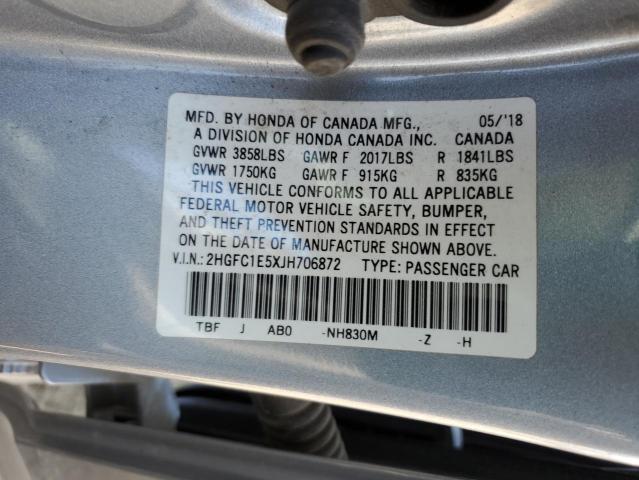 MFD. BY HONDA OF CANADA MFG., 05/'18
A DIVISION OF HONDA CANADA INC. CANADA
GVWR 3858LBS GAWR F 2017LBS R 1841LBS
GVWR 1750KG GAWR F 915KG R 835KG
THIS VEHICLE CONFORMS TO ALL APPLICABLE
FEDERAL MOTOR VEHICLE SAFETY, BUMPER,
AND THEFT PREVENTION STANDARDS IN EFFECT
ON THE DATE OF MANUFACTURE SHOWN ABOVE.
V.I.N.: 2HGFC1E5XJH706872 TYPE: PASSENGER CAR
TBF J AB0 -NH830M -Z -H